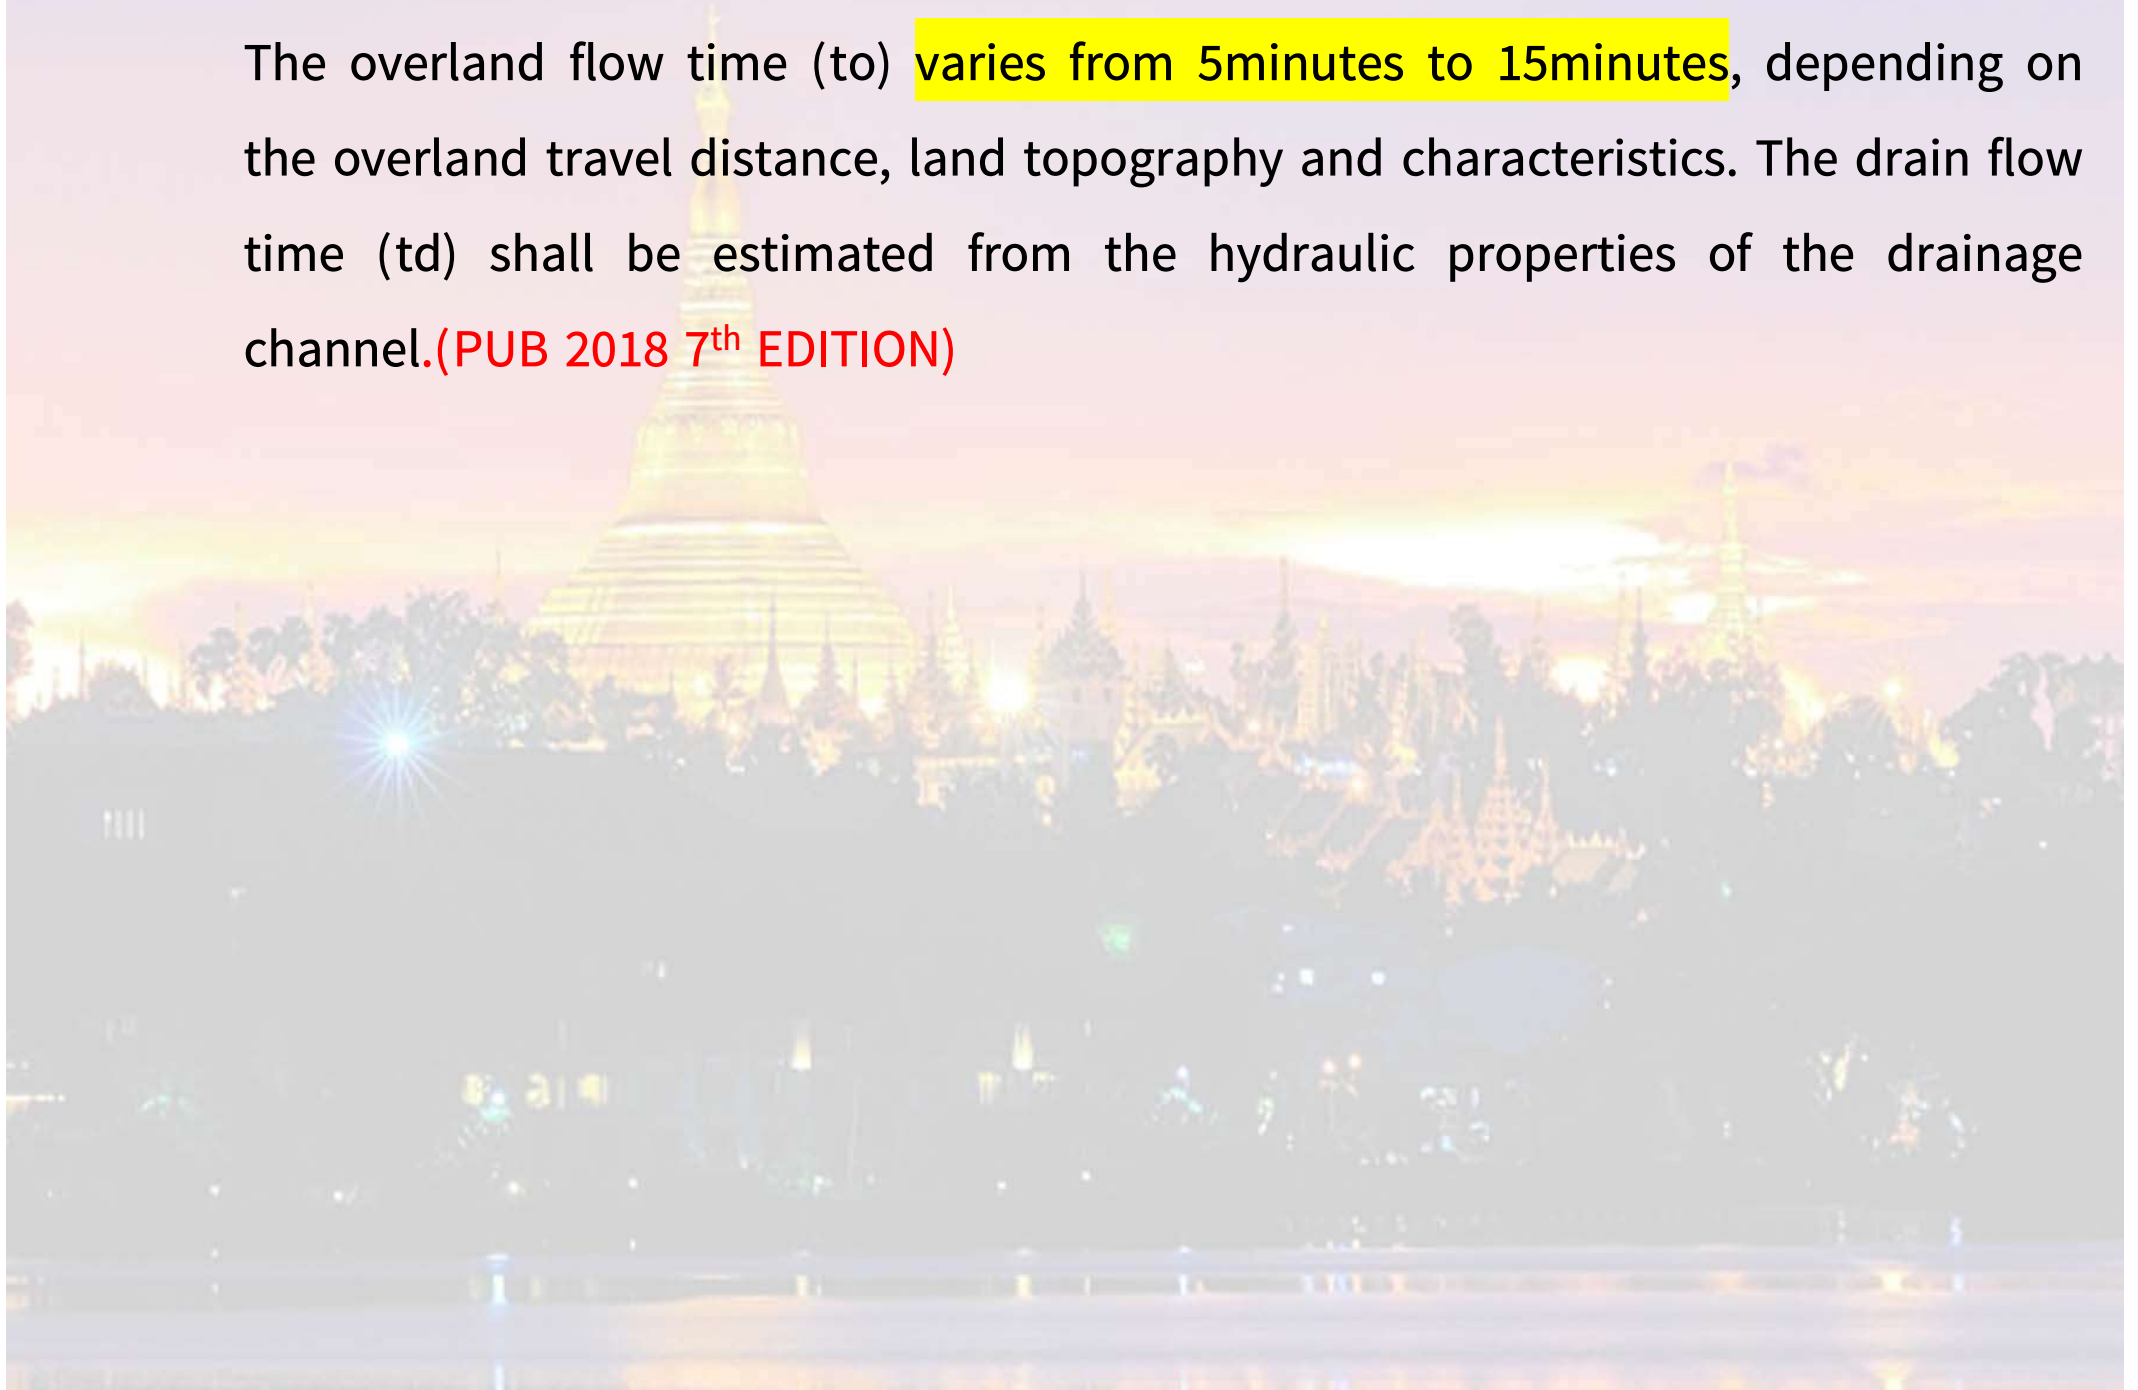 The overland flow time (to) varies from 5minutes to 15minutes, depending on
the overland travel distance, land topography and characteristics. The drain flow
time (td) shall be estimated from the hydraulic properties of the drainage
channel.(PUB 2018 7th EDITION)